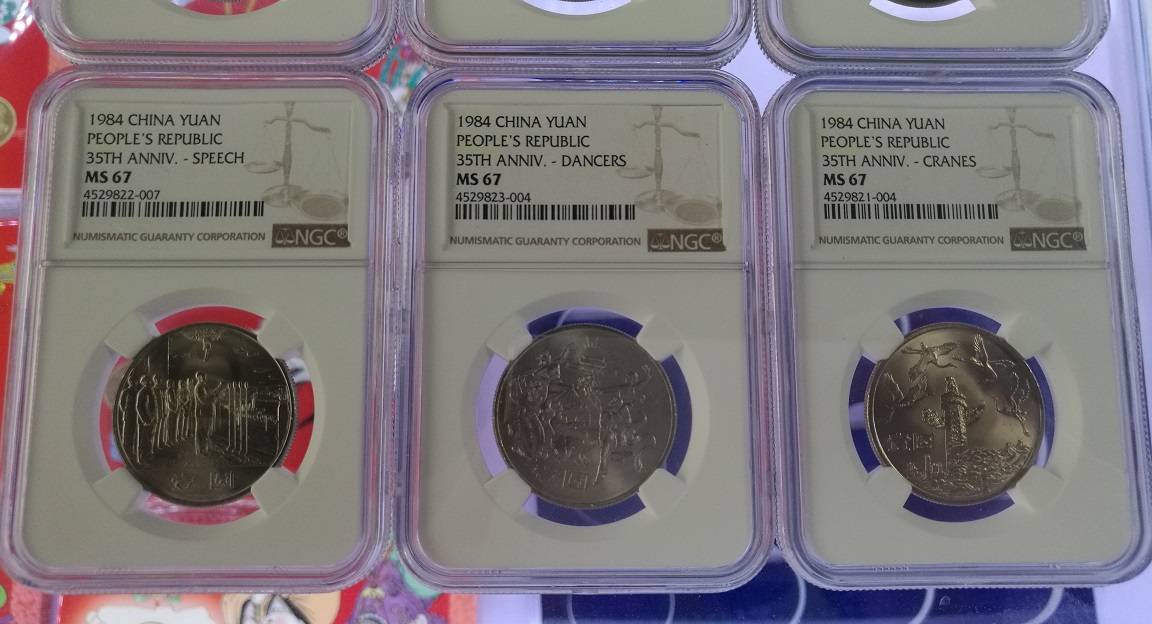 1984 CHINA YUAN
PEOPLE'S REPUBLIC
35TH ANNIV. - SPEECH
MS 67
4529822-007
NUMISMATIC GUARANTY CORPORATION NGC®
1984 CHINA YUAN
PEOPLE'S REPUBLIC
35TH ANNIV. - DANCERS
MS 67
4529823-004
NUMISMATIC GUARANTY CORPORATION NGC®
1984 CHINA YUAN
PEOPLE'S REPUBLIC
35TH ANNIV. - CRANES
MS 67
4529821-004
NUMISMATIC GUARANTY CORPORATION NGC®